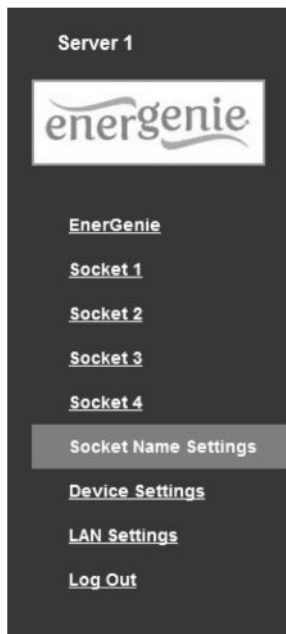 Server 1
energenie
EnerGenie
Socket 1
Socket 2
Socket 3
Socket 4
Socket Name Settings
Device Settings
LAN Settings
Log Out